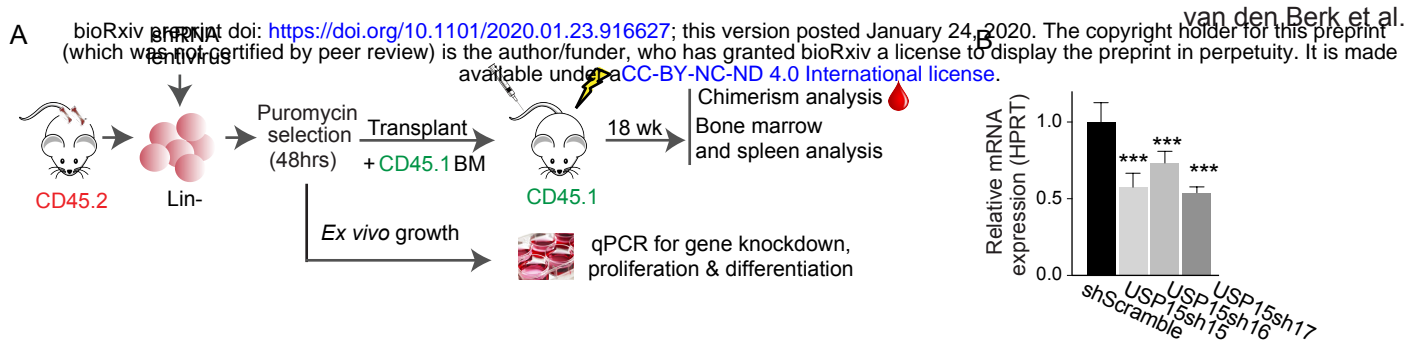 van den Berk et al.
bioRxiv preprint doi: https://doi.org/10.1101/2020.01.23.916627; this version posted January 24, 2020. The copyright holder for this preprint
(which was not certified by peer review) is the author/funder, who has granted bioRxiv a license to display the preprint in perpetuity. It is made
available under aCC-BY-NC-ND 4.0 International license.
A
shRNA
lentivirus
CD45.2
Lin-
Puromycin
selection
(48hrs)
Transplant
+ CD45.1 BM
CD45.1
18 wk
Chimerism analysis
Bone marrow
and spleen analysis
Ex vivo growth
qPCR for gene knockdown,
proliferation & differentiation
B
Relative mRNA
expression (HPRT)
1.0
0.5
0.0
***
***
***
shScramble
USP15sh15
USP15sh16
USP15sh17